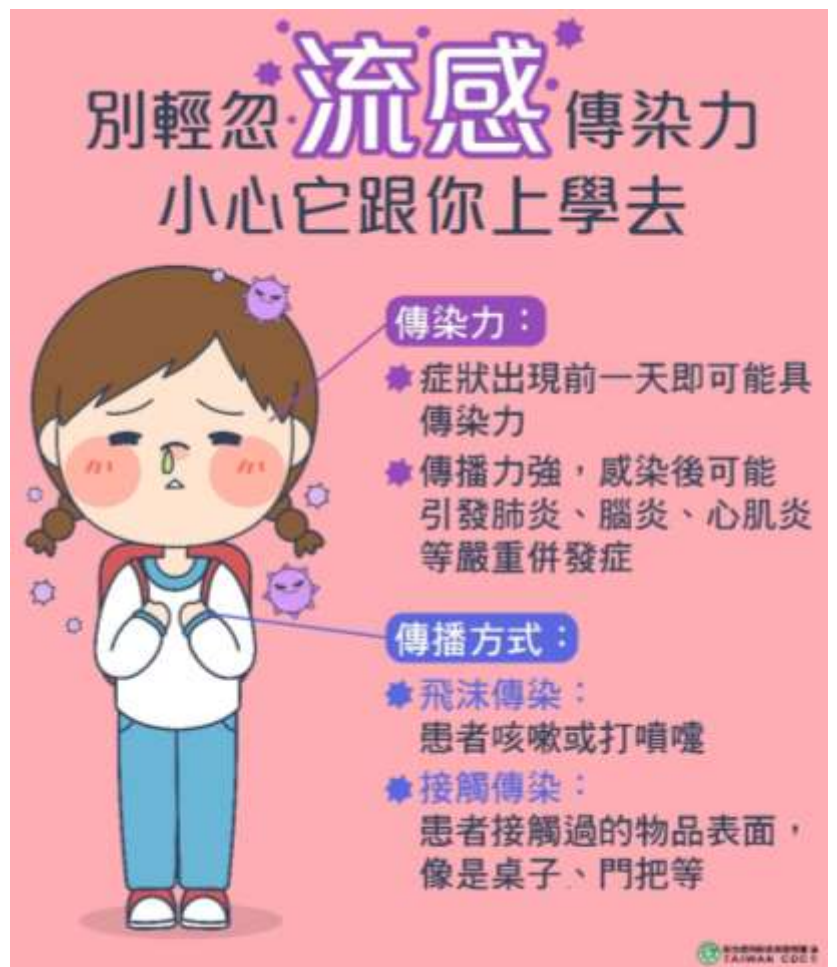 別輕忽流感傳染力
小心它跟你上學去
傳染力：
症狀出現前一天即可能具
傳染力
傳播力強，感染後可能
引發肺炎、腦炎、心肌炎
等嚴重併發症
傳播方式：
飛沫傳染：
患者咳嗽或打噴嚏
接觸傳染：
患者接觸過的物品表面，
像是桌子、門把等
TAIWAN CDC